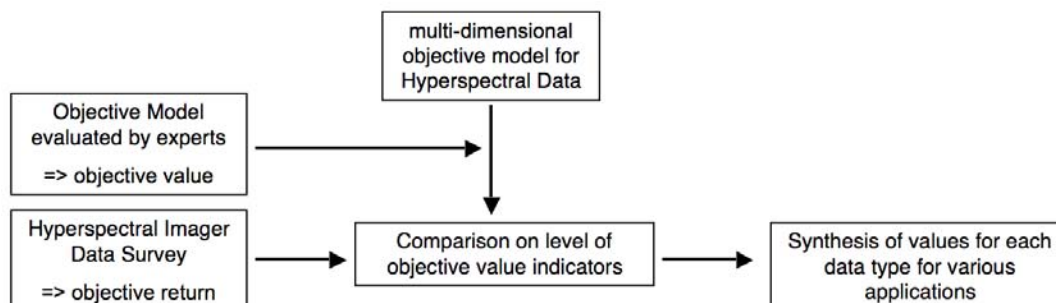 multi-dimensional
objective model for
Hyperspectral Data
Objective Model
evaluated by experts
=> objective value
Hyperspectral Imager
Data Survey
=> objective return
Comparison on level of
objective value indicators
Synthesis of values for each
data type for various
applications